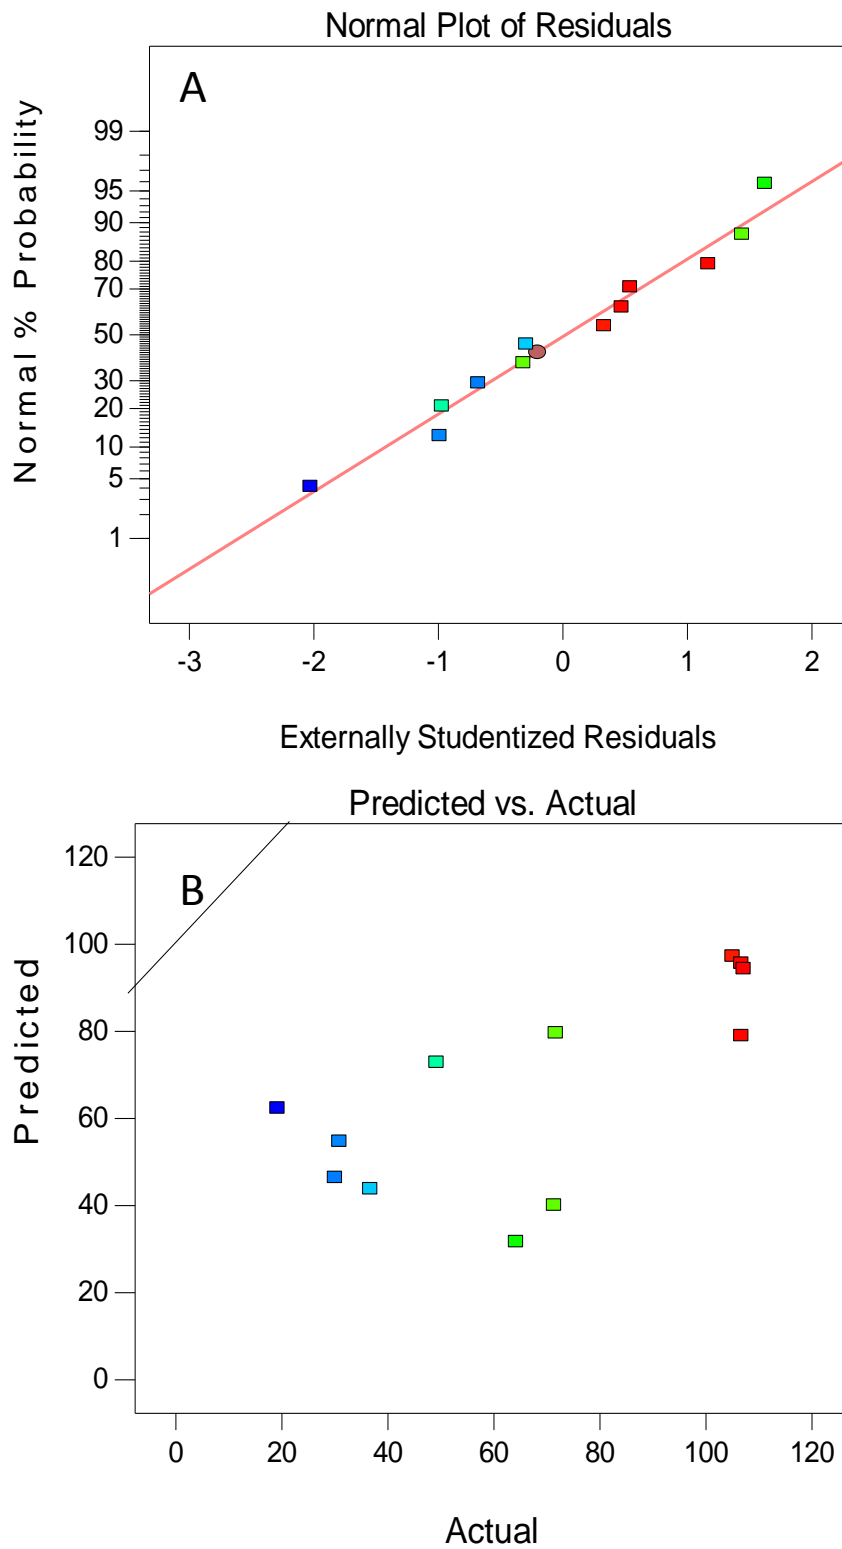 Normal Plot of Residuals
A
Normal % Probability
99
95
90
80
70
50
30
20
10
5
1
-3 -2 -1 0 1 2
Externally Studentized Residuals
Predicted vs. Actual
B
Predicted
120
100
80
60
40
20
0
0 20 40 60 80 100 120
Actual